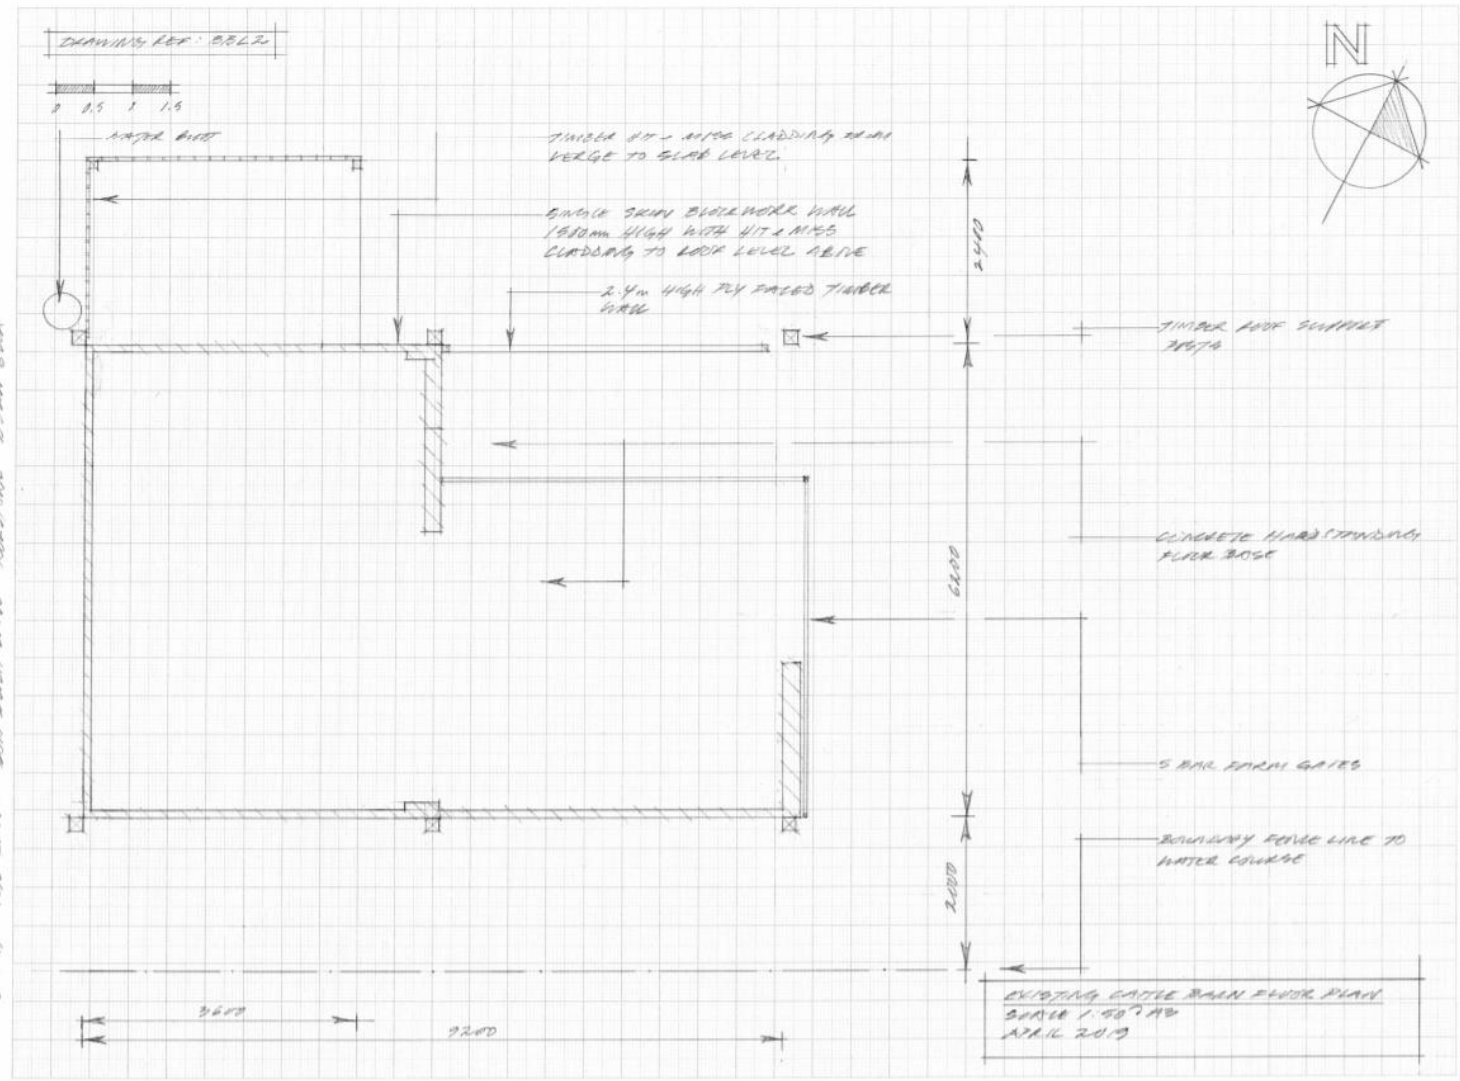 DRAWING REF: BBL2
N
0 0.5 1 1.5
WATER BUTT
TIMBER HIT + MISS CLADDING FROM
VERGE TO SLAB LEVEL
SINGLE SKIN BLOCKWORK WALL
1500mm HIGH WITH HIT & MISS
CLADDING TO ROOF LEVEL ABOVE
2.4m HIGH PLY FACED TIMBER
WALL
2400
TIMBER ROOF SUPPORT
POSTS
6200
CONCRETE HARDSTANDING
FLOOR BASE
5 BAR FARM GATES
BOUNDARY FENCE LINE TO
WATER COURSE
2000
3600
9200
EXISTING CATTLE BARN FLOOR PLAN
SCALE 1:50 A3
APRIL 2019